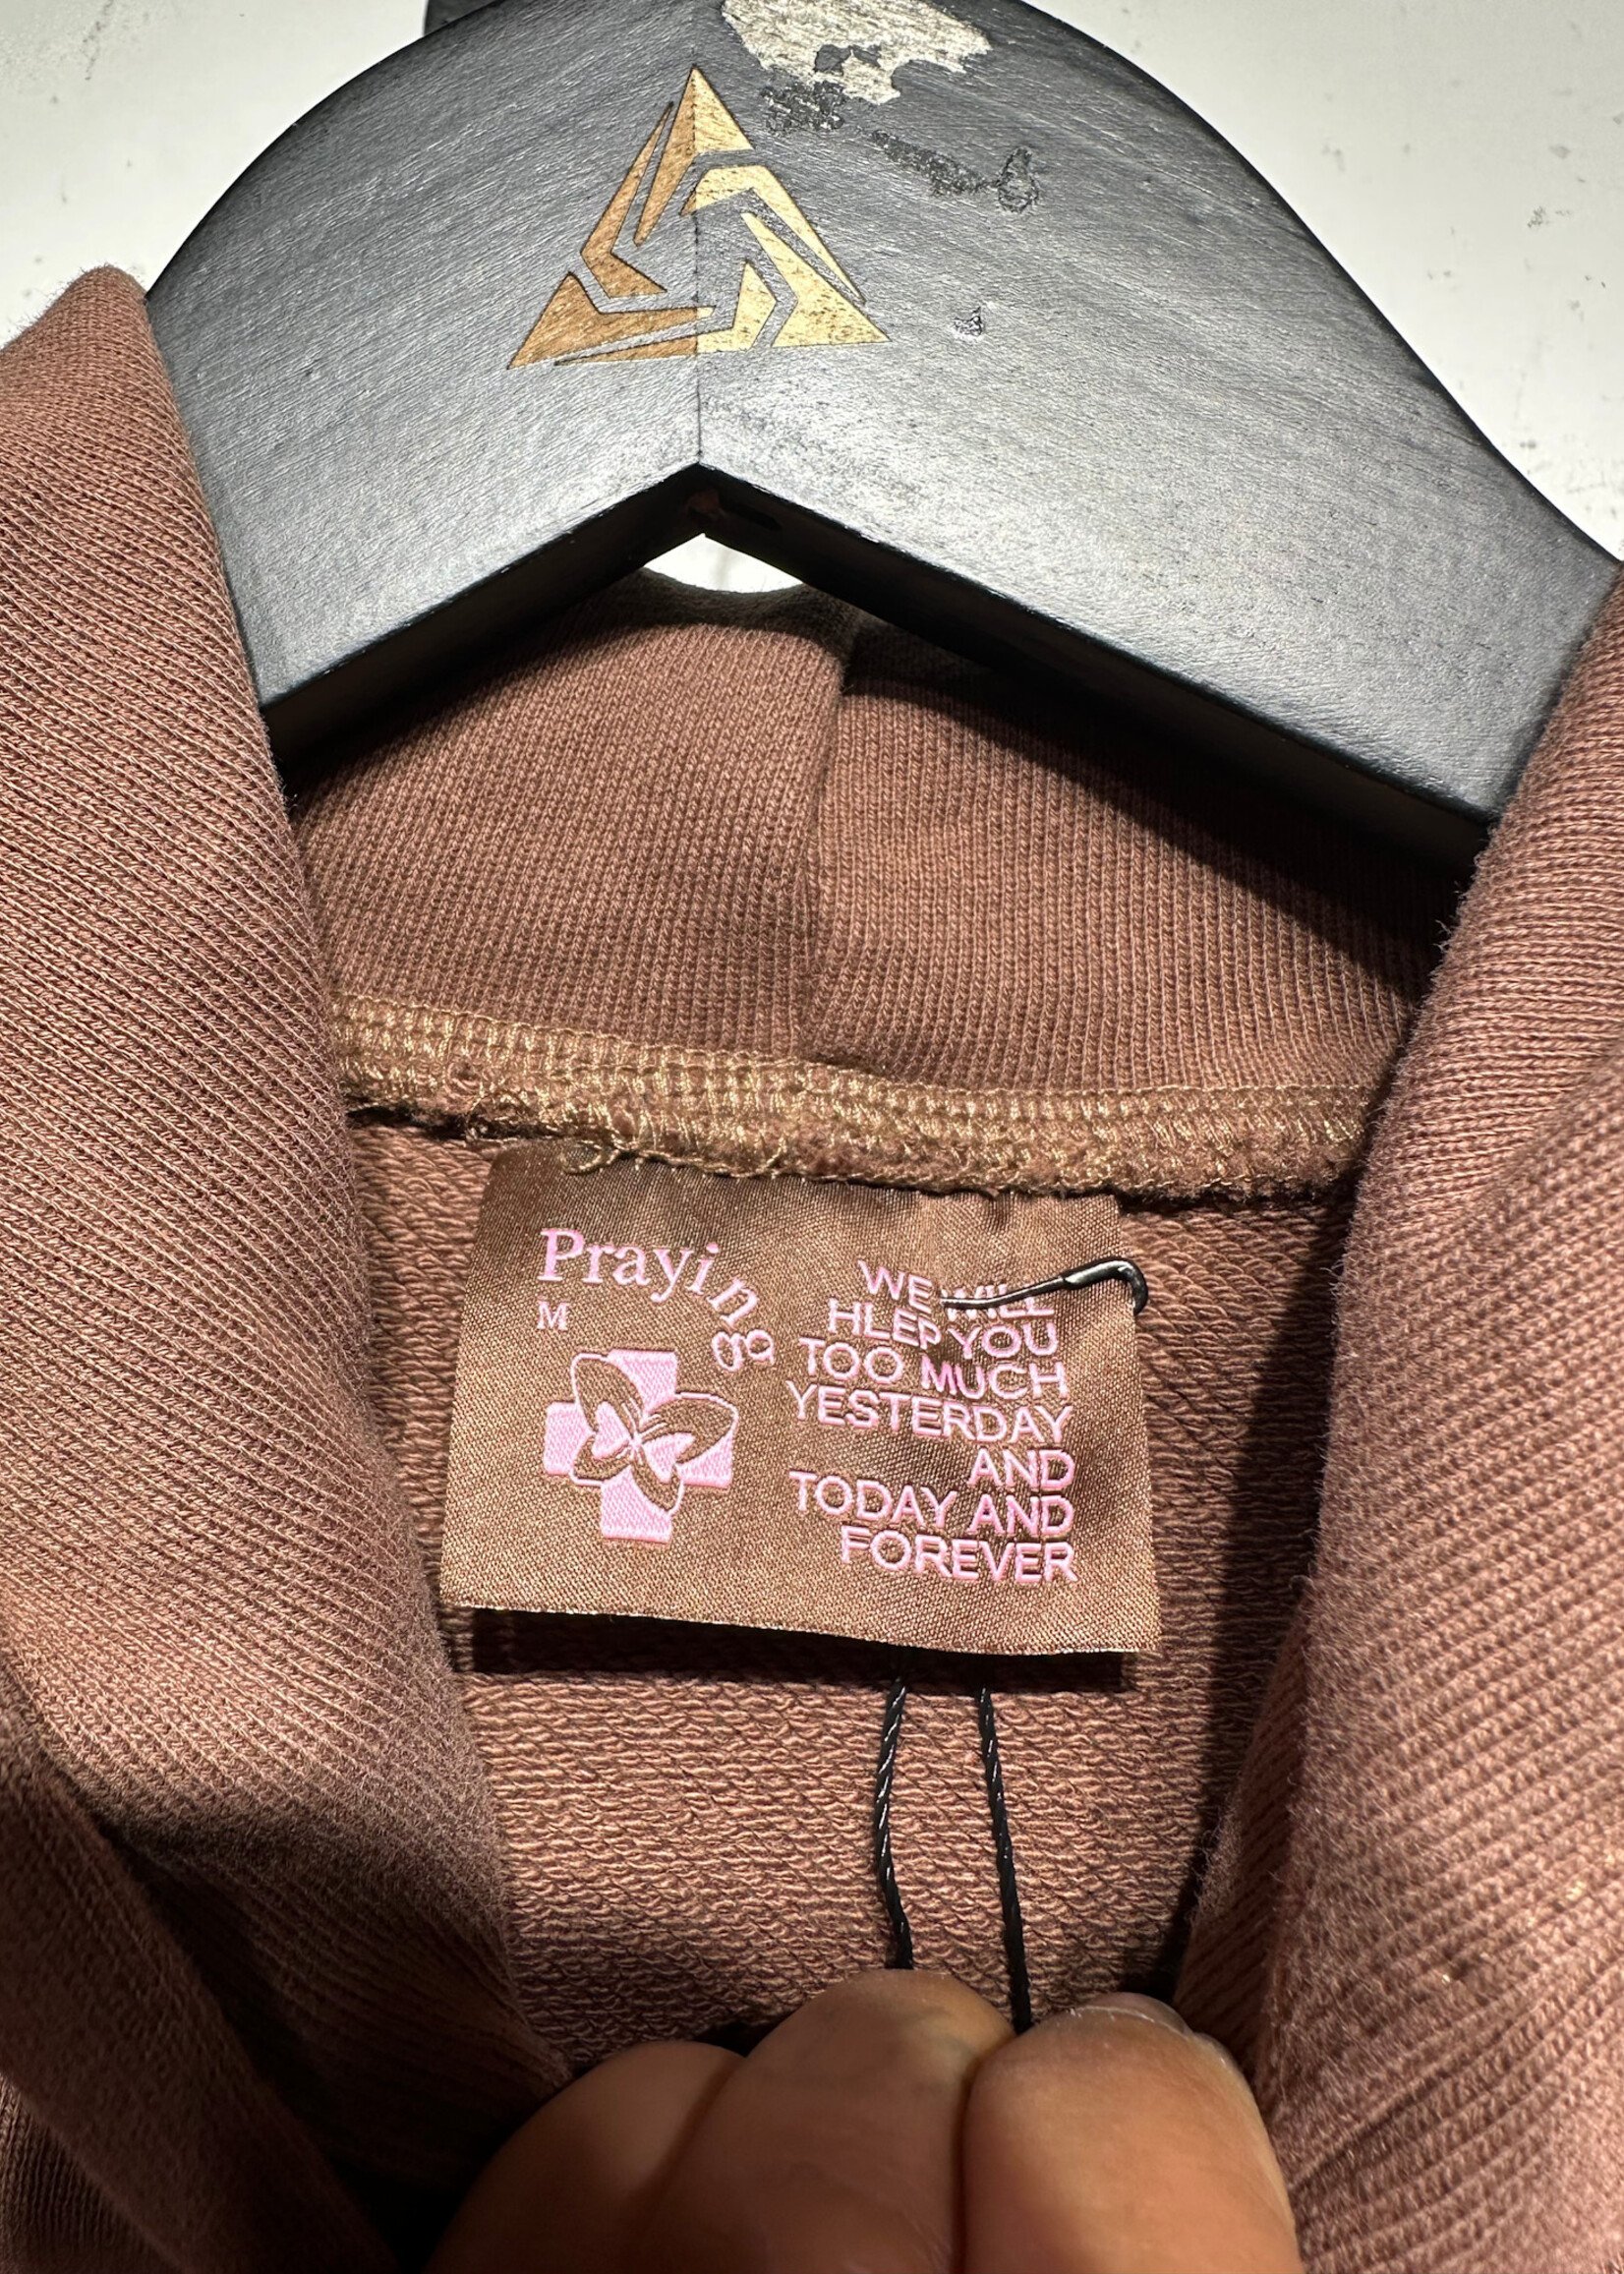 Praying
M
WE WILL
HLEP YOU
TOO MUCH
YESTERDAY
AND
TODAY AND
FOREVER